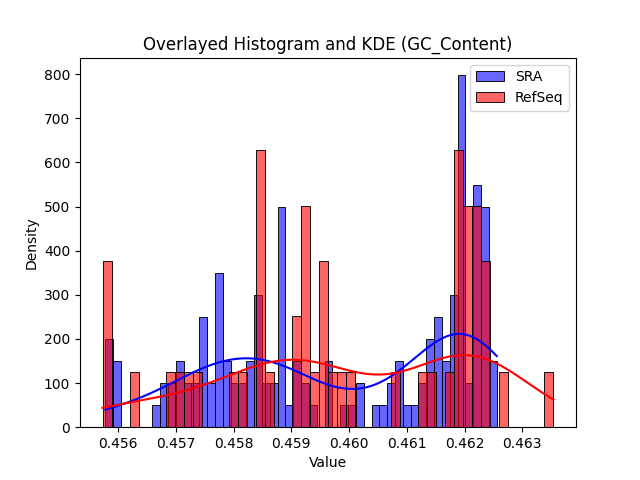 Overlayed Histogram and KDE (GC_Content)
SRA
RefSeq
800
700
600
500
400
300
200
100
0
Density
0.456 0.457 0.458 0.459 0.460 0.461 0.462 0.463
Value